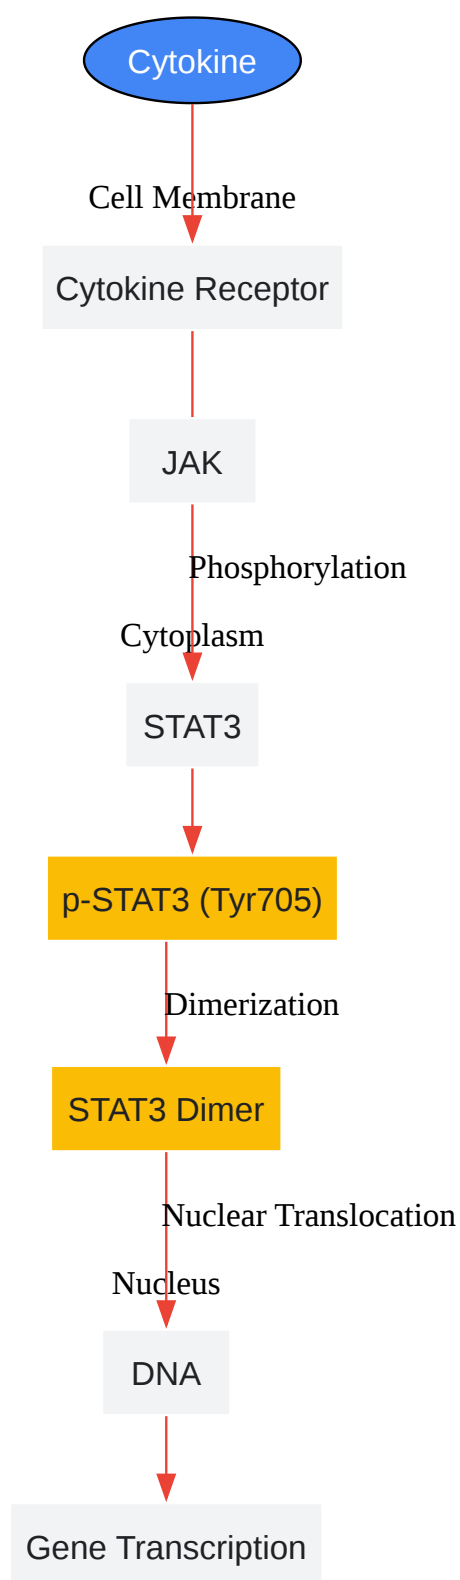 Cytokine
Cell Membrane
Cytokine Receptor
JAK
Phosphorylation
Cytoplasm
STAT3
p-STAT3 (Tyr705)
Dimerization
STAT3 Dimer
Nuclear Translocation
Nucleus
DNA
Gene Transcription